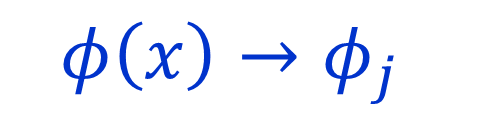 𝜙(𝑥) → 𝜙ⱼ